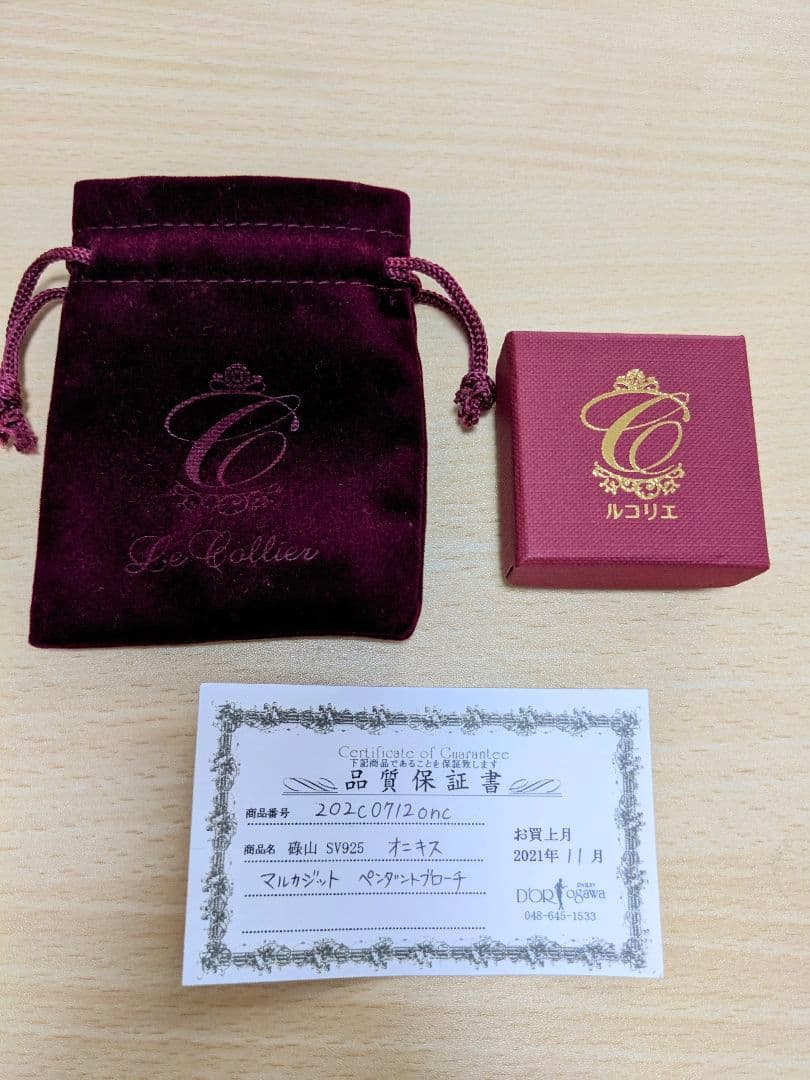 Le Collier
ルコリエ
Certificate of Guarantee
下記商品であることを保証致します
品質保証書
商品番号 202C0712onc
商品名 碌山 SV925 オニキス
マルカジット ペンダントブローチ
お買上月
2021年 11月
D'OR ogawa
048-645-1533